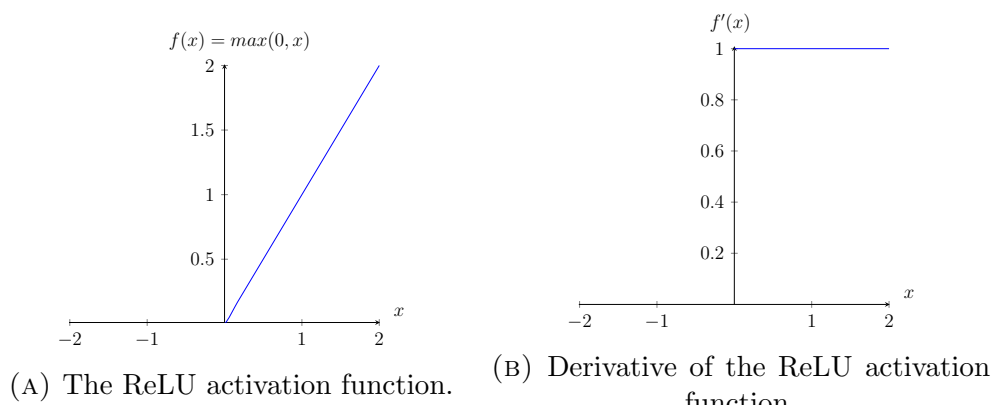 f(x) = max(0, x)
2
1.5
1
0.5
x
−2 −1 1 2
(A) The ReLU activation function.
f′(x)
1
0.8
0.6
0.4
0.2
x
−2 −1 1 2
(B) Derivative of the ReLU activation
function.